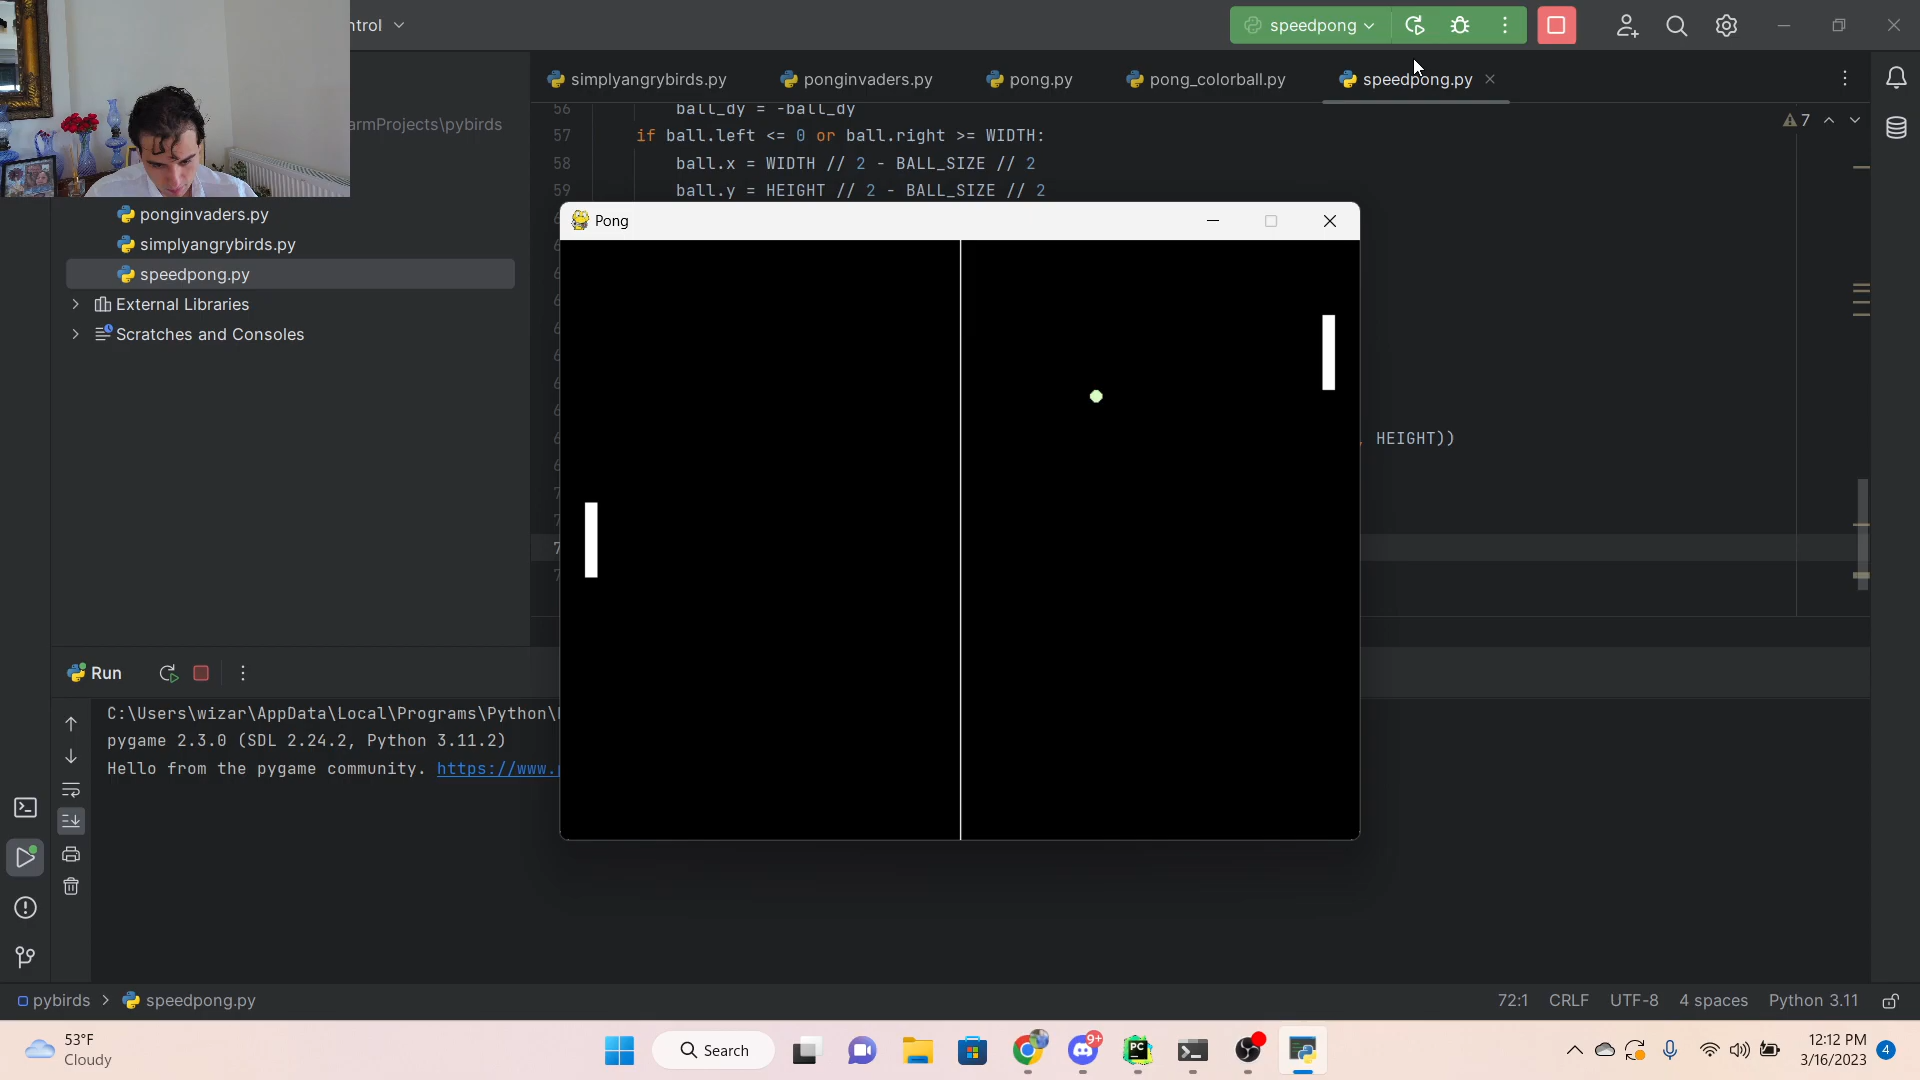 ntrol
speedpong
simplyangrybirds.py
ponginvaders.py
pong.py
pong_colorball.py
speedpong.py
armProjects\pybirds
ponginvaders.py
simplyangrybirds.py
speedpong.py
External Libraries
Scratches and Consoles
56 ball_dy = -ball_dy
57 if ball.left <= 0 or ball.right >= WIDTH:
58 ball.x = WIDTH // 2 - BALL_SIZE // 2
59 ball.y = HEIGHT // 2 - BALL_SIZE // 2
7
Pong
, HEIGHT))
Run
C:\Users\wizar\AppData\Local\Programs\Python\
pygame 2.3.0 (SDL 2.24.2, Python 3.11.2)
Hello from the pygame community. https://www.
pybirds > speedpong.py
72:1 CRLF UTF-8 4 spaces Python 3.11
53°F
Cloudy
Search
9+
PC
12:12 PM
3/16/2023
4